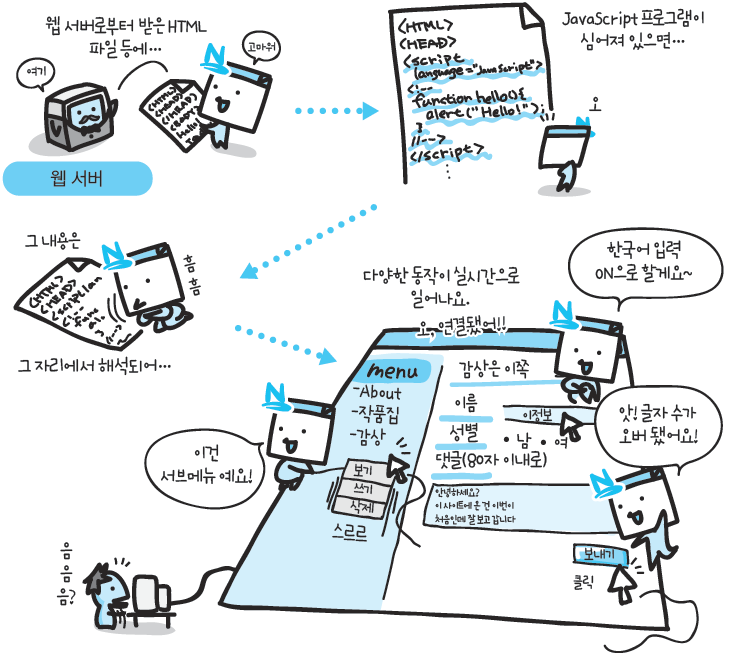 웹 서버로부터 받은 HTML
파일 등에…
여기
고마워
<HTML>
<HEAD>
웹 서버
<HTML>
<HEAD>
<script
language="JavaScript">
<!--
function hello(){
alert("Hello!");
}
//-->
</script>
⋮
JavaScript 프로그램이
심어져 있으면…
오
그 내용은
<HTML>
<HEAD>
흠
흠
그 자리에서 해석되어…
다양한 동작이 실시간으로
일어나요.
오, 연결됐어!!
한국어 입력
ON으로 할게요~
menu
-About
-작품집
-감상
보기
쓰기
삭제
스르르
이건
서브메뉴 예요!
감상은 이쪽
이름
이정보
성별
·남 ·여
댓글(80자 이내로)
안녕하세요?
이 사이트에 온 건 이번이
처음인데 잘 보고 갑니다
앗! 글자 수가
오버 됐어요!
보내기
클릭
음
음
음?